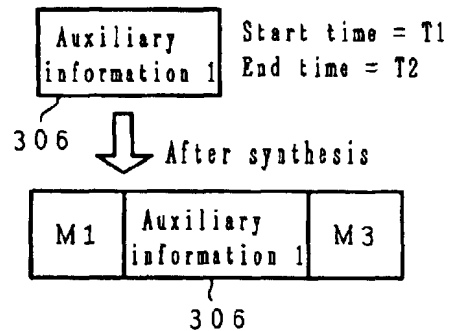 Auxiliary
information 1
Start time = T1
End time = T2
306
After synthesis
M1
Auxiliary
information 1
M3
306